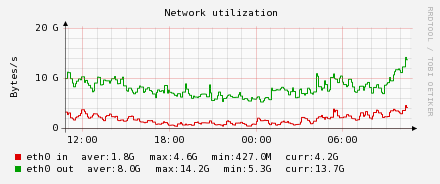 Network utilization
RRDTOOL / TOBI OETIKER
Bytes/s
20 G
10 G
0
12:00 18:00 00:00 06:00
eth0 in aver:1.8G max:4.6G min:427.0M curr:4.2G
eth0 out aver:8.0G max:14.2G min:5.3G curr:13.7G